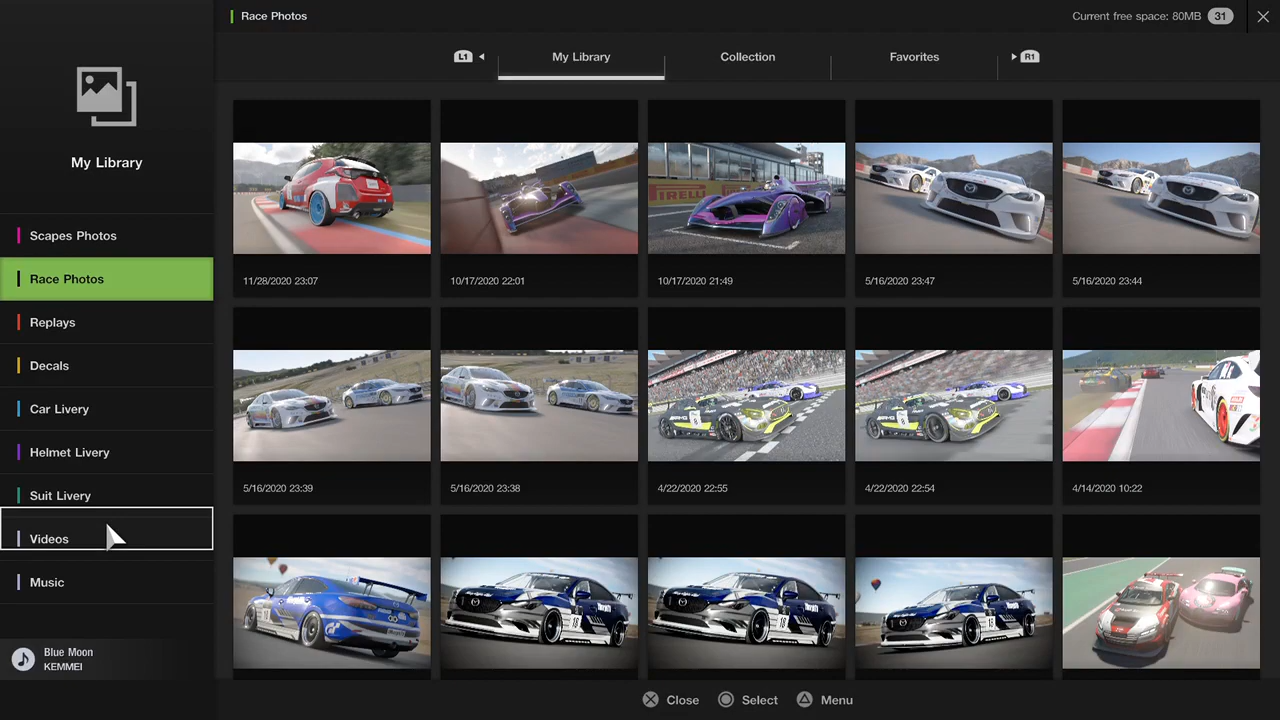 Race Photos
Current free space: 80MB 31
L1 My Library Collection Favorites R1
My Library
Scapes Photos
Race Photos
Replays
Decals
Car Livery
Helmet Livery
Suit Livery
Videos
Music
Blue Moon
KEMMEI
PIRELLI
11/28/2020 23:07
10/17/2020 22:01
10/17/2020 21:49
5/16/2020 23:47
5/16/2020 23:44
5/16/2020 23:39
5/16/2020 23:38
4/22/2020 22:55
4/22/2020 22:54
4/14/2020 10:22
Close Select Menu